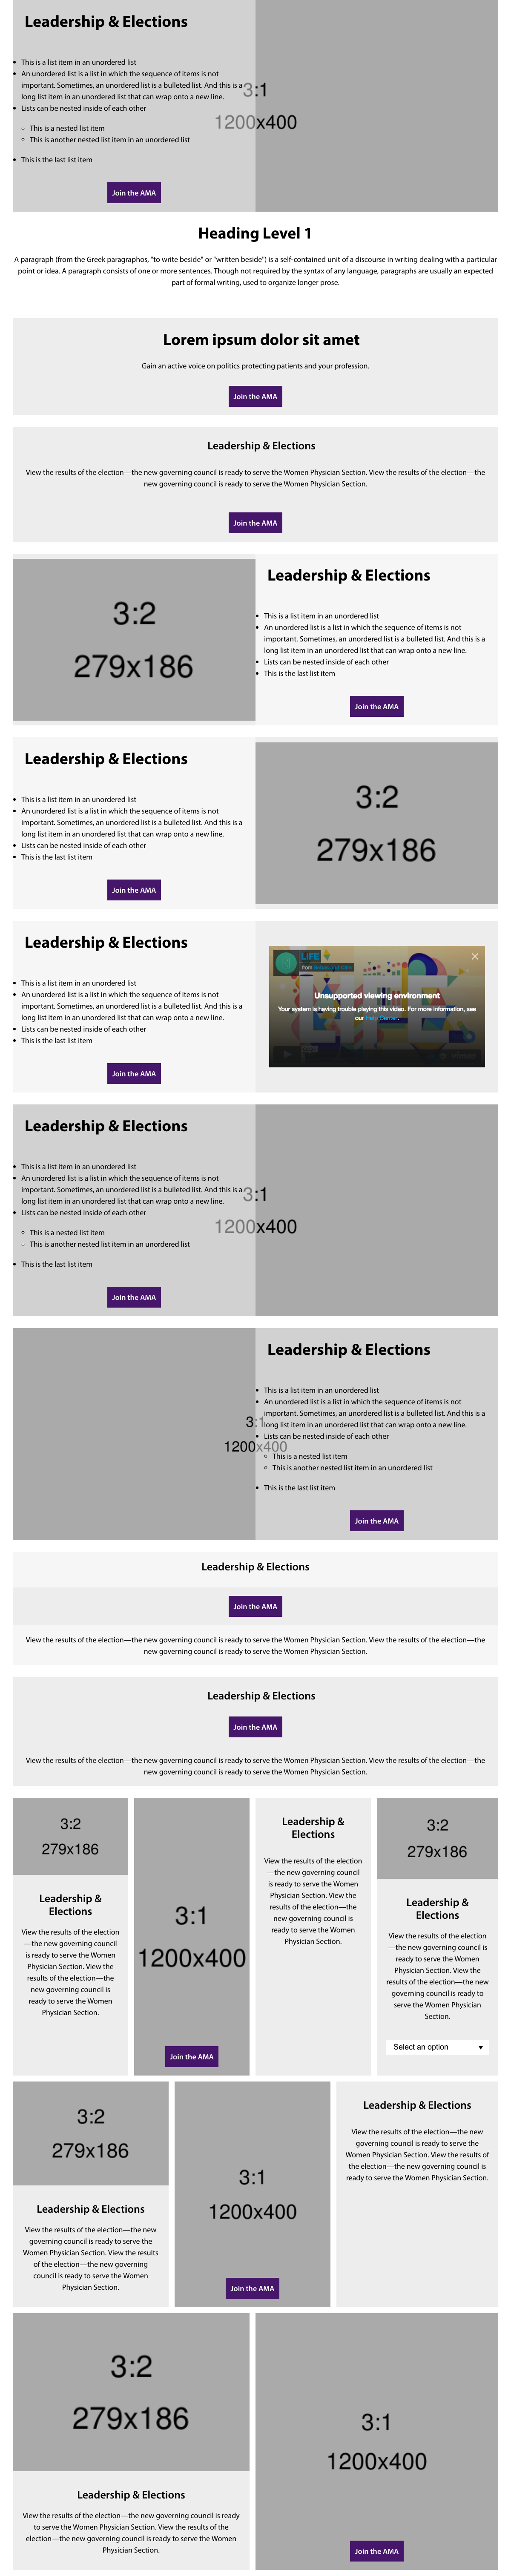 Leadership & Elections
This is a list item in an unordered list
An unordered list is a list in which the sequence of items is not
important. Sometimes, an unordered list is a bulleted list. And this is a
long list item in an unordered list that can wrap onto a new line.
Lists can be nested inside of each other
This is a nested list item
This is another nested list item in an unordered list
This is the last list item
Join the AMA
3:1
1200x400
Heading Level 1
A paragraph (from the Greek paragraphos, "to write beside" or "written beside") is a self-contained unit of a discourse in writing dealing with a particular
point or idea. A paragraph consists of one or more sentences. Though not required by the syntax of any language, paragraphs are usually an expected
part of formal writing, used to organize longer prose.
Lorem ipsum dolor sit amet
Gain an active voice on politics protecting patients and your profession.
Join the AMA
Leadership & Elections
View the results of the election—the new governing council is ready to serve the Women Physician Section. View the results of the election—the
new governing council is ready to serve the Women Physician Section.
Join the AMA
3:2
279x186
Leadership & Elections
This is a list item in an unordered list
An unordered list is a list in which the sequence of items is not
important. Sometimes, an unordered list is a bulleted list. And this is a
long list item in an unordered list that can wrap onto a new line.
Lists can be nested inside of each other
This is the last list item
Join the AMA
Leadership & Elections
This is a list item in an unordered list
An unordered list is a list in which the sequence of items is not
important. Sometimes, an unordered list is a bulleted list. And this is a
long list item in an unordered list that can wrap onto a new line.
Lists can be nested inside of each other
This is the last list item
Join the AMA
3:2
279x186
Leadership & Elections
This is a list item in an unordered list
An unordered list is a list in which the sequence of items is not
important. Sometimes, an unordered list is a bulleted list. And this is a
long list item in an unordered list that can wrap onto a new line.
Lists can be nested inside of each other
This is the last list item
Join the AMA
LIFE
from
Unsupported viewing environment
Your system is having trouble playing this video. For more information, see
our
vimeo
Leadership & Elections
This is a list item in an unordered list
An unordered list is a list in which the sequence of items is not
important. Sometimes, an unordered list is a bulleted list. And this is a
long list item in an unordered list that can wrap onto a new line.
Lists can be nested inside of each other
This is a nested list item
This is another nested list item in an unordered list
This is the last list item
Join the AMA
3:1
1200x400
3:1
1200x400
Leadership & Elections
This is a list item in an unordered list
An unordered list is a list in which the sequence of items is not
important. Sometimes, an unordered list is a bulleted list. And this is a
long list item in an unordered list that can wrap onto a new line.
Lists can be nested inside of each other
This is a nested list item
This is another nested list item in an unordered list
This is the last list item
Join the AMA
Leadership & Elections
Join the AMA
View the results of the election—the new governing council is ready to serve the Women Physician Section. View the results of the election—the
new governing council is ready to serve the Women Physician Section.
Leadership & Elections
Join the AMA
View the results of the election—the new governing council is ready to serve the Women Physician Section. View the results of the election—the
new governing council is ready to serve the Women Physician Section.
3:2
279x186
Leadership &
Elections
View the results of the election
—the new governing council
is ready to serve the Women
Physician Section. View the
results of the election—the
new governing council is
ready to serve the Women
Physician Section.
3:1
1200x400
Join the AMA
Leadership &
Elections
View the results of the election
—the new governing council
is ready to serve the Women
Physician Section. View the
results of the election—the
new governing council is
ready to serve the Women
Physician Section.
3:2
279x186
Leadership &
Elections
View the results of the election
—the new governing council is
ready to serve the Women
Physician Section. View the
results of the election—the new
governing council is ready to
serve the Women Physician
Section.
Select an option
3:2
279x186
Leadership & Elections
View the results of the election—the new
governing council is ready to serve the
Women Physician Section. View the results
of the election—the new governing
council is ready to serve the Women
Physician Section.
3:1
1200x400
Join the AMA
Leadership & Elections
View the results of the election—the new
governing council is ready to serve the
Women Physician Section. View the results of
the election—the new governing council is
ready to serve the Women Physician Section.
3:2
279x186
Leadership & Elections
View the results of the election—the new governing council is ready
to serve the Women Physician Section. View the results of the
election—the new governing council is ready to serve the Women
Physician Section.
3:1
1200x400
Join the AMA